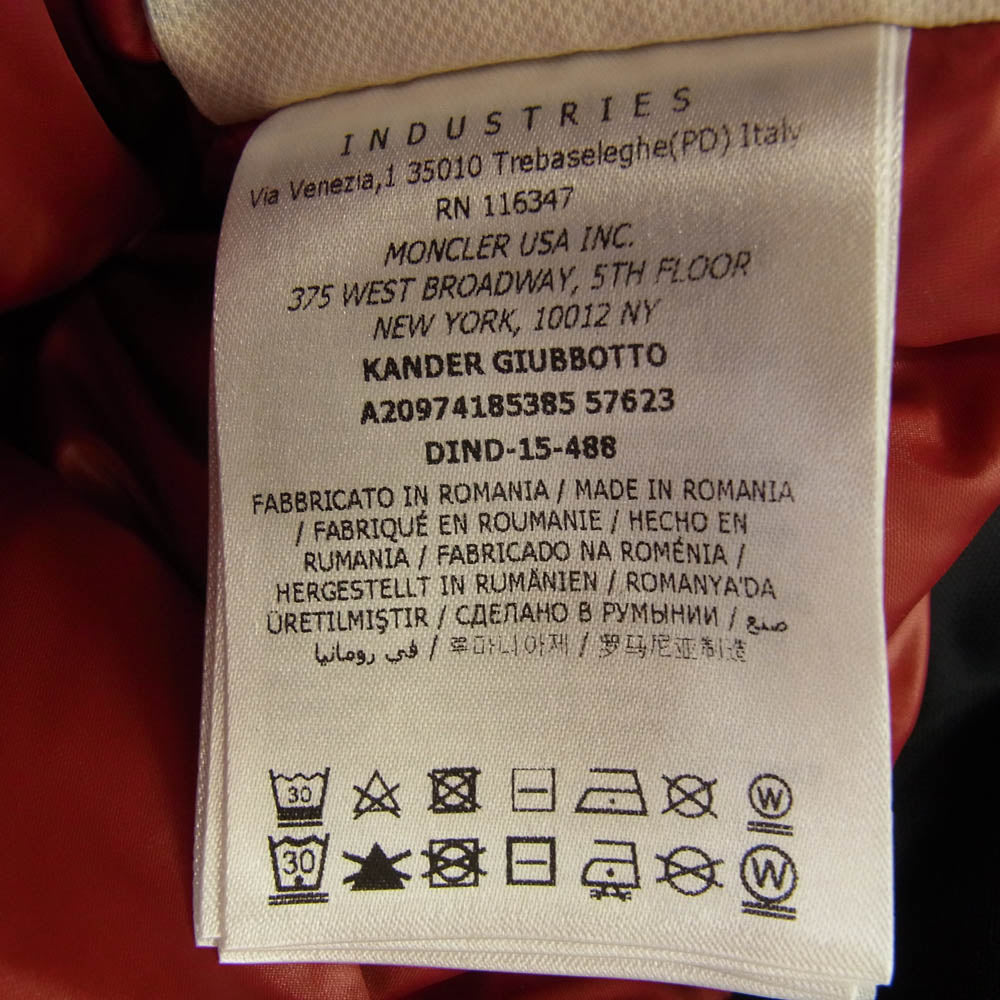 INDUSTRIES
Via Venezia,1 35010 Trebaseleghe(PD) Italy
RN 116347
MONCLER USA INC.
375 WEST BROADWAY, 5TH FLOOR
NEW YORK, 10012 NY
KANDER GIUBBOTTO
A20974185385 57623
DIND-15-488
FABBRICATO IN ROMANIA / MADE IN ROMANIA
/ FABRIQUÉ EN ROUMANIE / HECHO EN
RUMANIA / FABRICADO NA ROMÉNIA /
HERGESTELLT IN RUMÄNIEN / ROMANYA'DA
ÜRETILMIŞTIR / СДЕЛАНО В РУМЫНИИ / صنع
في رومانيا / 루마니아제 / 罗马尼亚制造
30 W
30 W